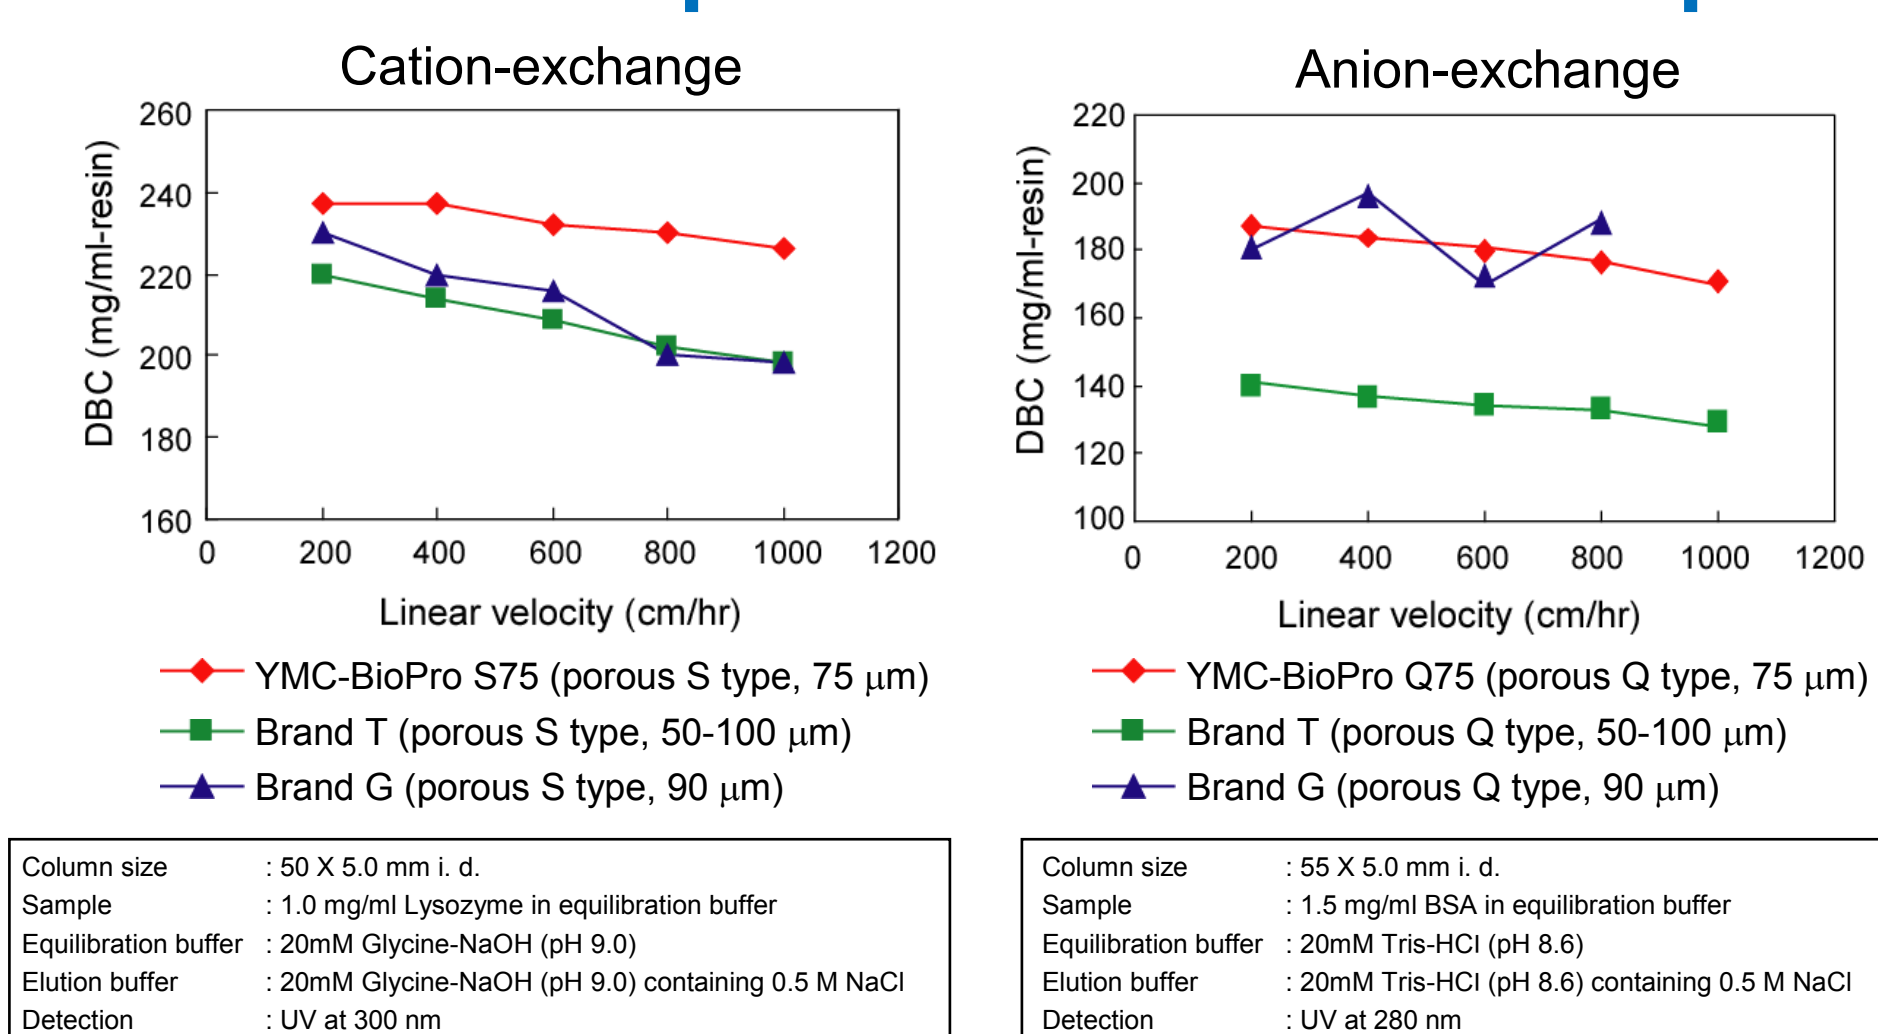 Cation-exchange
260
240
220
200
180
160
DBC (mg/ml-resin)
0 200 400 600 800 1000 1200
Linear velocity (cm/hr)
YMC-BioPro S75 (porous S type, 75 μm)
Brand T (porous S type, 50-100 μm)
Brand G (porous S type, 90 μm)
Column size : 50 X 5.0 mm i. d.
Sample : 1.0 mg/ml Lysozyme in equilibration buffer
Equilibration buffer : 20mM Glycine-NaOH (pH 9.0)
Elution buffer : 20mM Glycine-NaOH (pH 9.0) containing 0.5 M NaCl
Detection : UV at 300 nm
Anion-exchange
220
200
180
160
140
120
100
DBC (mg/ml-resin)
0 200 400 600 800 1000 1200
Linear velocity (cm/hr)
YMC-BioPro Q75 (porous Q type, 75 μm)
Brand T (porous Q type, 50-100 μm)
Brand G (porous Q type, 90 μm)
Column size : 55 X 5.0 mm i. d.
Sample : 1.5 mg/ml BSA in equilibration buffer
Equilibration buffer : 20mM Tris-HCl (pH 8.6)
Elution buffer : 20mM Tris-HCl (pH 8.6) containing 0.5 M NaCl
Detection : UV at 280 nm